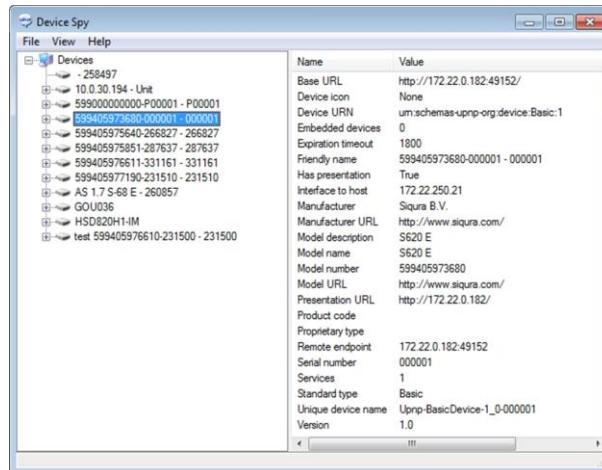 Device Spy
File View Help
Devices
- 258497
10.0.30.194 - Unit
599000000000-P00001 - P00001
599405973680-000001 - 000001
599405975640-266827 - 266827
599405975851-287637 - 287637
599405976611-331161 - 331161
599405977190-231510 - 231510
AS 1.7 S-68 E - 260857
GOU036
HSD820H1-IM
test 599405976610-231500 - 231500
Name Value
Base URL http://172.22.0.182:49152/
Device icon None
Device URN urn:schemas-upnp-org:device:Basic:1
Embedded devices 0
Expiration timeout 1800
Friendly name 599405973680-000001 - 000001
Has presentation True
Interface to host 172.22.250.21
Manufacturer Siqura B.V.
Manufacturer URL http://www.siqura.com/
Model description S620 E
Model name S620 E
Model number 599405973680
Model URL http://www.siqura.com/
Presentation URL http://172.22.0.182/
Product code
Proprietary type
Remote endpoint 172.22.0.182:49152
Serial number 000001
Services 1
Standard type Basic
Unique device name Upnp-BasicDevice-1_0-000001
Version 1.0